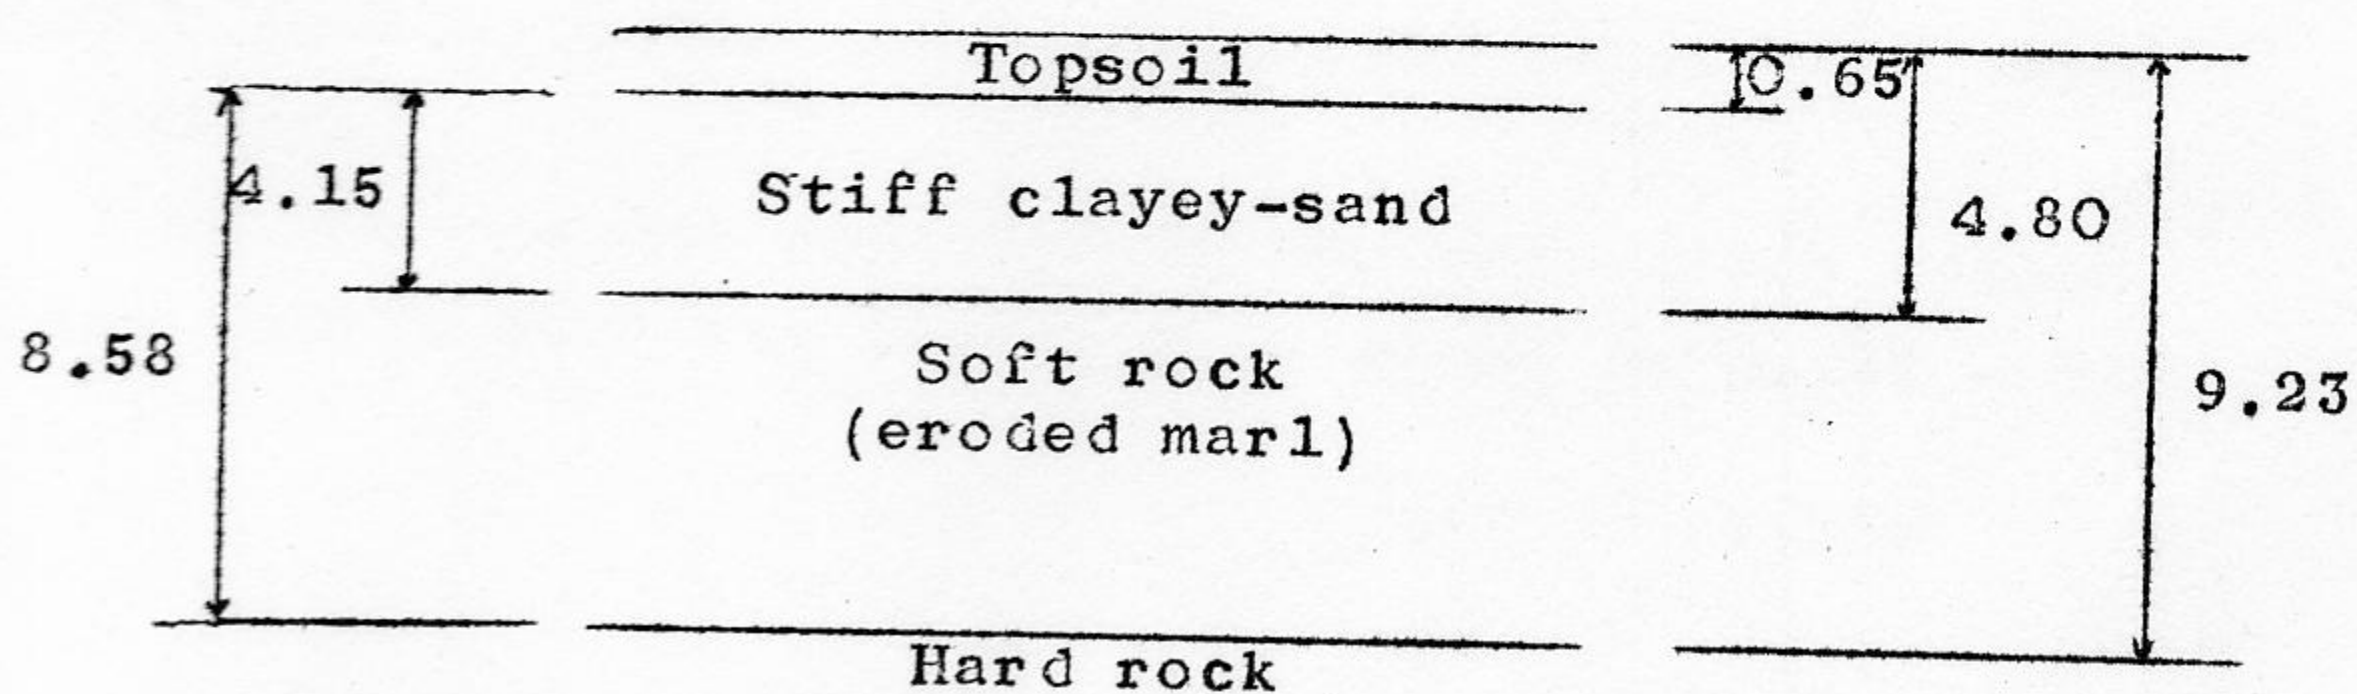 Topsoil
0.65
4.15
Stiff clayey-sand
4.80
8.58
Soft rock
(eroded marl)
9.23
Hard rock